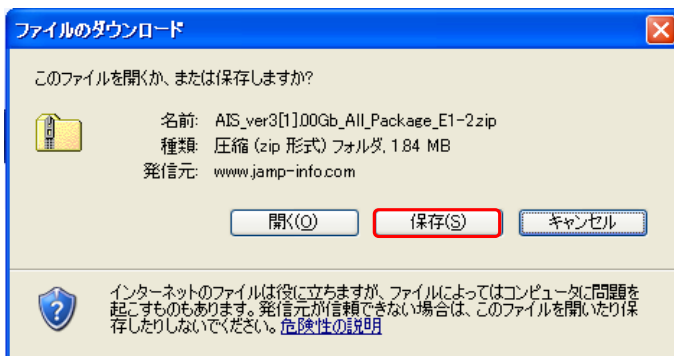 ファイルのダウンロード
このファイルを開くか、または保存しますか?
名前: AIS_ver3[1].00Gb_All_Package_E1-2.zip
種類: 圧縮 (zip 形式) フォルダ, 1.84 MB
発信元: www.jamp-info.com
開く(O) 保存(S) キャンセル
インターネットのファイルは役に立ちますが、ファイルによってはコンピュータに問題を
起こすものもあります。発信元が信頼できない場合は、このファイルを開いたり保
存したりしないでください。危険性の説明